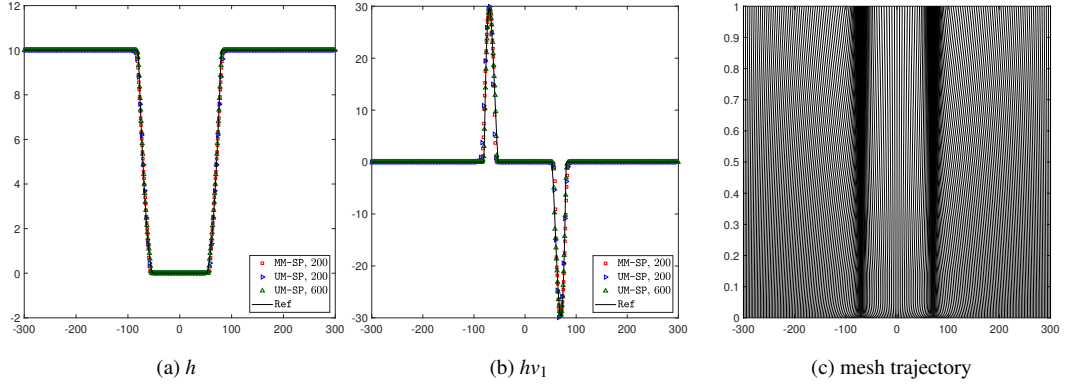 12
10
8
6
4
2
0
-2
-300 -200 -100 0 100 200 300
MM-SP, 200
UM-SP, 200
UM-SP, 600
Ref
(a) h
30
20
10
0
-10
-20
-30
-300 -200 -100 0 100 200 300
MM-SP, 200
UM-SP, 200
UM-SP, 600
Ref
(b) hv₁
1
0.9
0.8
0.7
0.6
0.5
0.4
0.3
0.2
0.1
0
-300 -200 -100 0 100 200 300
(c) mesh trajectory